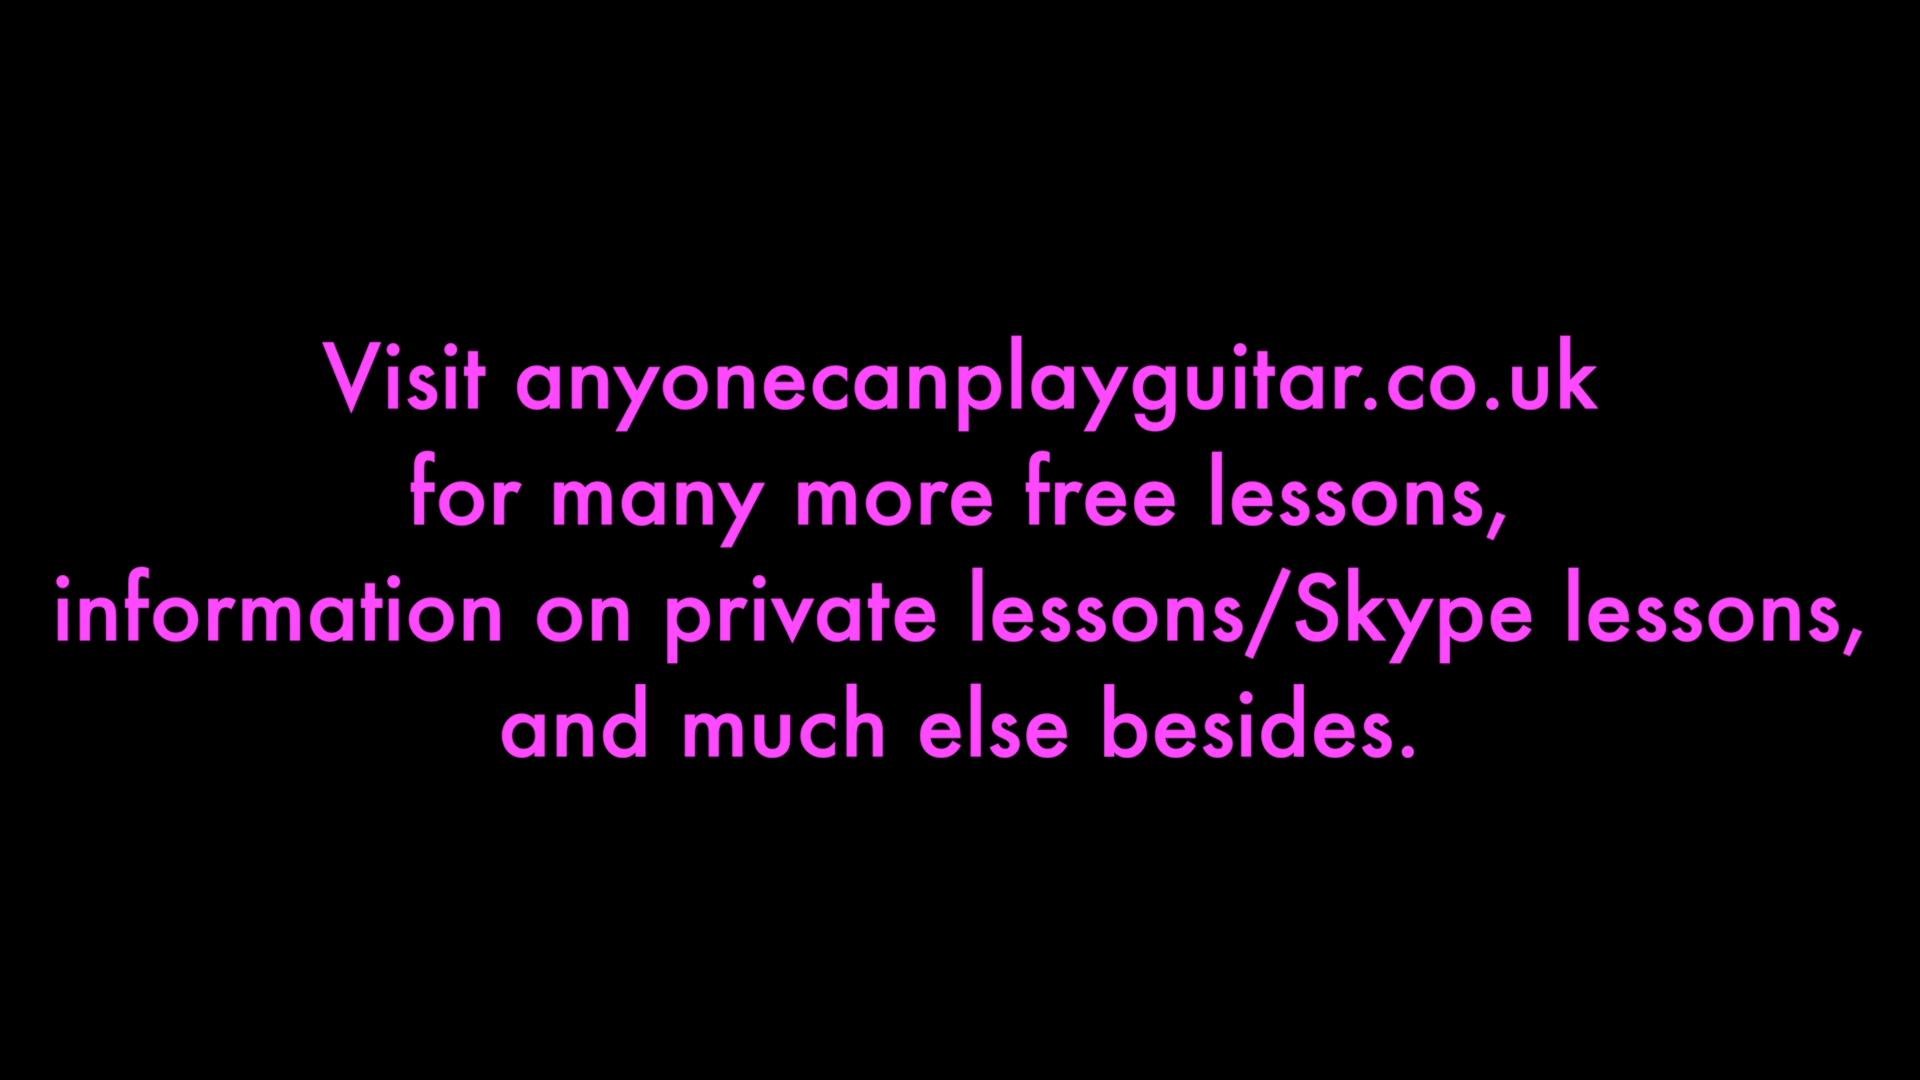 Visit anyonecanplayguitar.co.uk
for many more free lessons,
information on private lessons/Skype lessons,
and much else besides.